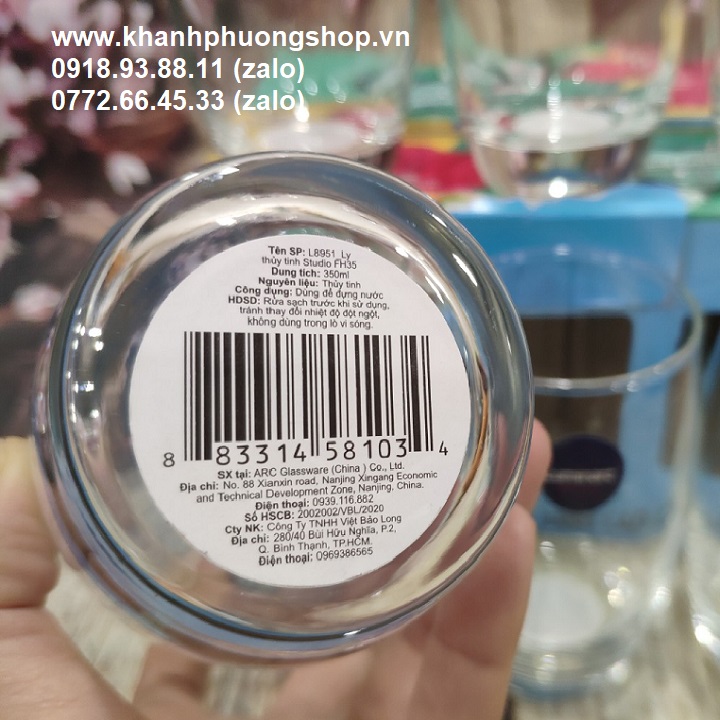 www.khanhphuongshop.vn
0918.93.88.11 (zalo)
0772.66.45.33 (zalo)
Tên SP: L8951 Ly
thủy tinh Studio FH35
Dung tích: 350ml
Nguyên liệu: Thủy tinh
Công dụng: Dùng để đựng nước
HDSD: Rửa sạch trước khi sử dụng,
tránh thay đổi nhiệt độ đột ngột,
không dùng trong lò vi sóng.
8 83314 58103 4
SX tại: ARC Glassware (China ) Co., Ltd.
Địa chỉ: No. 88 Xianxin road, Nanjing Xingang Economic
and Technical Development Zone, Nanjing, China.
Điện thoại: 0939.116.882
Số HSCB: 2002002/VBL/2020
Cty NK: Công Ty TNHH Việt Bảo Long
Địa chỉ: 280/40 Bùi Hữu Nghĩa, P.2,
Q. Bình Thạnh, TP.HCM.
Điện thoại: O969386565